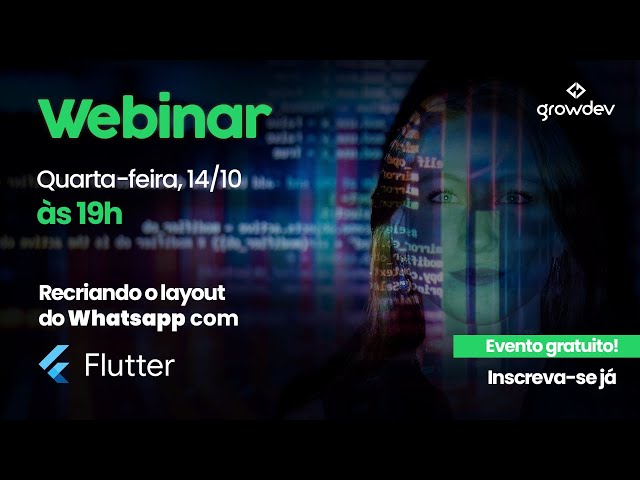 Webinar
growdev
Quarta-feira, 14/10
às 19h
Recriando o layout
do Whatsapp com
Flutter
Evento gratuito!
Inscreva-se já